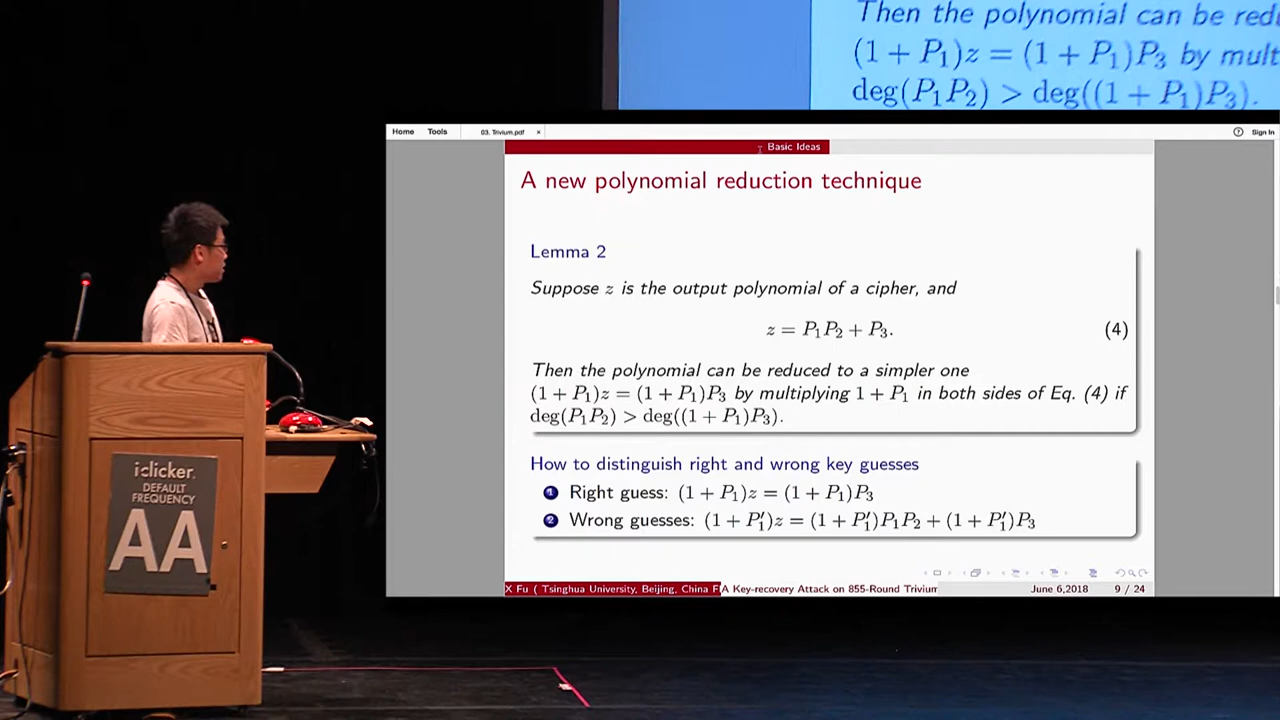 Then the polynomial can be
(1 + P₁)z = (1 + P₁)P₃ by
deg(P₁P₂) > deg((1 + P₁)P₃).
Home Tools 03. Trivium.pdf × Sign In
Basic Ideas
A new polynomial reduction technique
Lemma 2
Suppose z is the output polynomial of a cipher, and
z = P₁P₂ + P₃. (4)
Then the polynomial can be reduced to a simpler one
(1 + P₁)z = (1 + P₁)P₃ by multiplying 1 + P₁ in both sides of Eq. (4) if
deg(P₁P₂) > deg((1 + P₁)P₃).
How to distinguish right and wrong key guesses
1 Right guess: (1 + P₁)z = (1 + P₁)P₃
2 Wrong guesses: (1 + P₁′)z = (1 + P₁′)P₁P₂ + (1 + P₁′)P₃
X Fu ( Tsinghua University, Beijing, China F A Key-recovery Attack on 855-Round Trivium June 6,2018 9 / 24
iclicker.
DEFAULT
FREQUENCY
AA